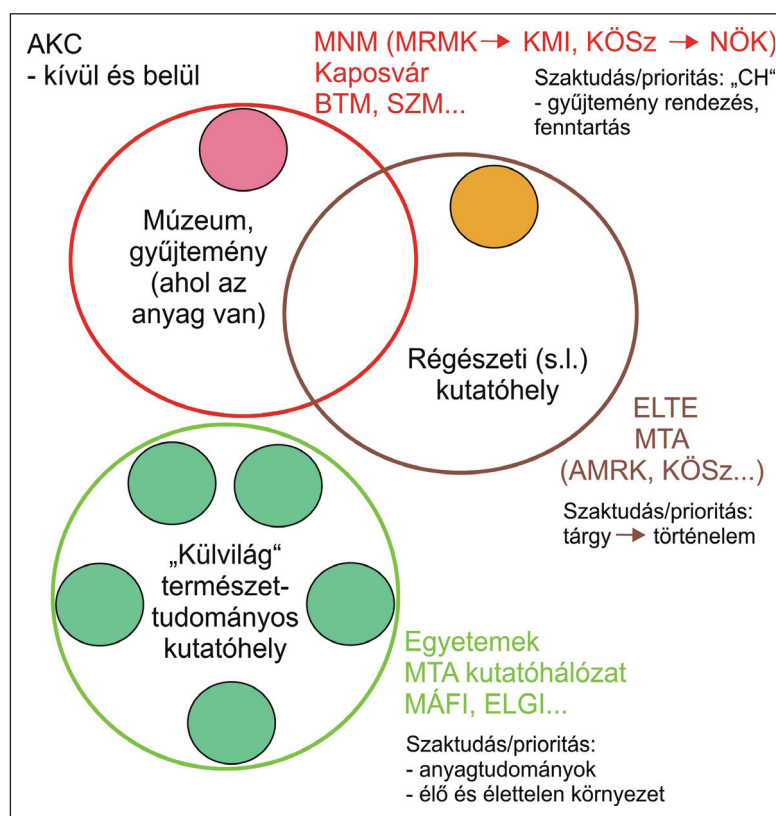 AKC
- kívül és belül
MNM (MRMK → KMI, KÖSz → NÖK)
Kaposvár
BTM, SZM...
Szaktudás/prioritás: „CH“
- gyűjtemény rendezés,
fenntartás
Múzeum,
gyűjtemény
(ahol az
anyag van)
Régészeti (s.l.)
kutatóhely
ELTE
MTA
(AMRK, KÖSz...)
Szaktudás/prioritás:
tárgy → történelem
„Külvilág“
természet-
tudományos
kutatóhely
Egyetemek
MTA kutatóhálózat
MÁFI, ELGI...
Szaktudás/prioritás:
- anyagtudományok
- élő és élettelen környezet